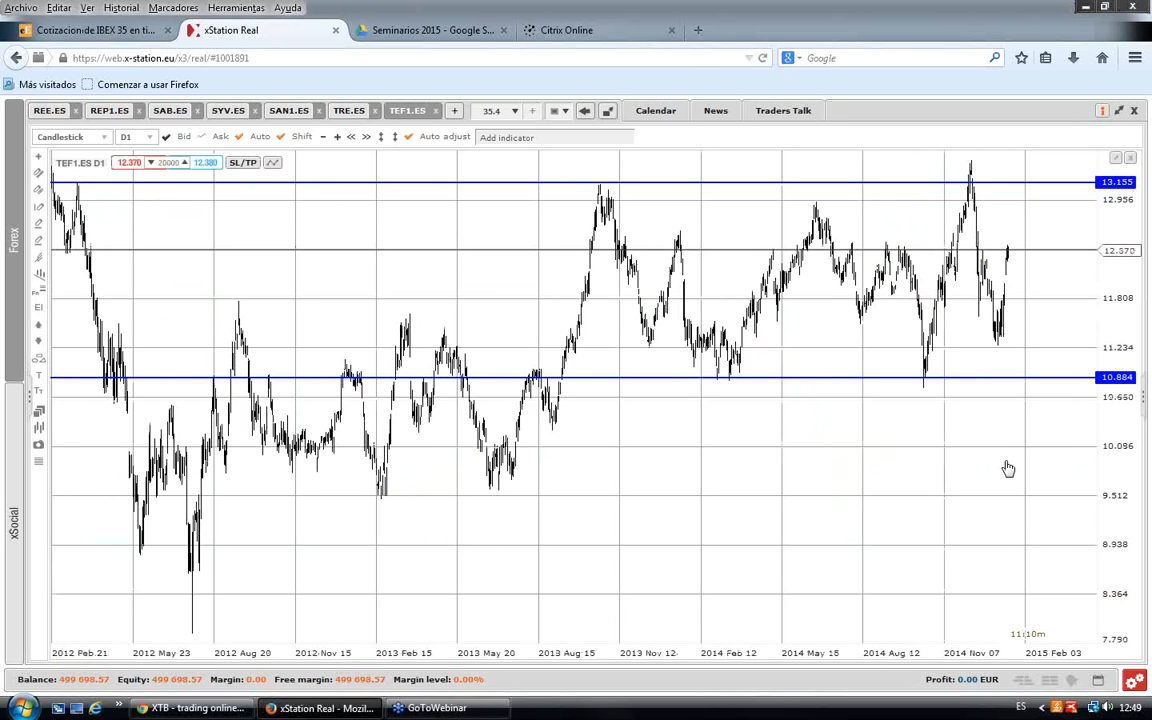 Archivo Editar Ver Historial Marcadores Herramientas Ayuda
Cotizacion de IBEX 35 en ti... xStation Real Seminarios 2015 - Google S... Citrix Online
https://web.x-station.eu/x3/real/#1001891 Google
Más visitados Comenzar a usar Firefox
REE.ES REP1.ES SAB.ES SYV.ES SAN1.ES TRE.ES TEF1.ES 35.4 Calendar News Traders Talk
Candlestick D1 Bid Ask Auto Shift Auto adjust Add indicator
TEF1.ES D1 12.370 20000 12.380 SL/TP
13.155
12.956
12.370
11.808
11.234
10.884
10.660
10.096
9.512
8.938
8.364
7.790
Forex
xSocial
11:10m
2012 Feb.21 2012 May 23 2012 Aug 20 2012 Nov 15 2013 Feb 15 2013 May 20 2013 Aug 15 2013 Nov 12 2014 Feb 12 2014 May 15 2014 Aug 12 2014 Nov 07 2015 Feb 03
Balance: 499 698.57 Equity: 499 698.57 Margin: 0.00 Free margin: 499 698.57 Margin level: 0.00% Profit: 0.00 EUR
XTB - trading online... xStation Real - Mozil... GoToWebinar ES 12:49